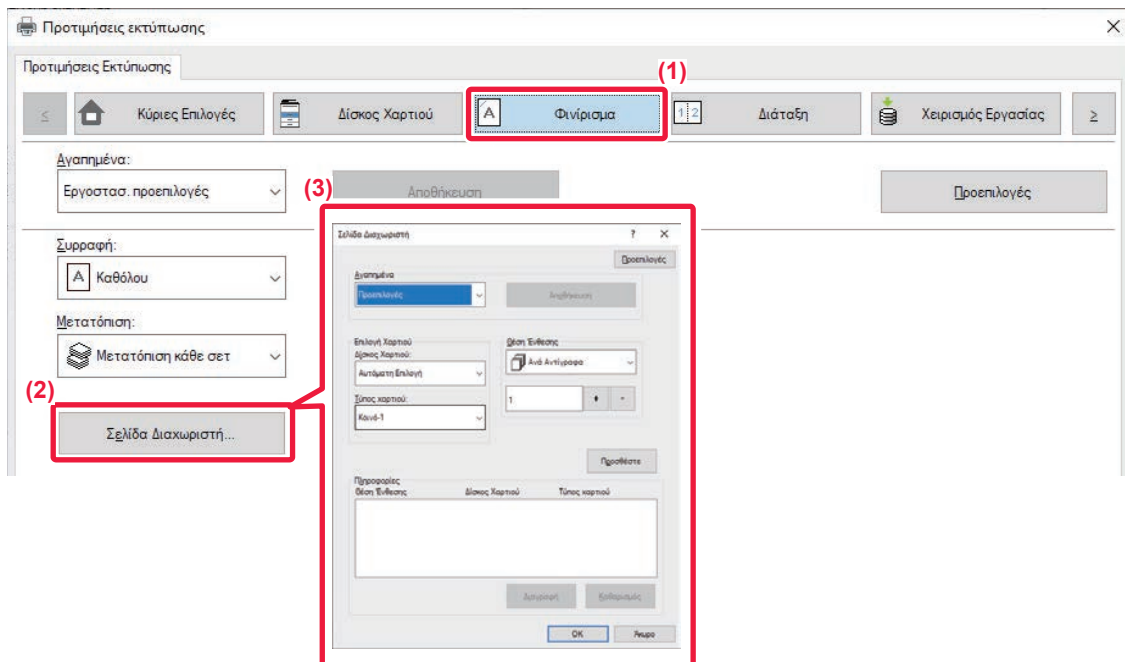 Προτιμήσεις εκτύπωσης
Προτιμήσεις Εκτύπωσης
(1)
≤ Κύριες Επιλογές Δίσκος Χαρτιού A Φινίρισμα 1 2 Διάταξη Χειρισμός Εργασίας ≥
Αγαπημένα:
Εργοστασ. προεπιλογές
(3)
Αποθήκευση
Προεπιλογές
Συρραφή:
A Καθόλου
Μετατόπιση:
Μετατόπιση κάθε σετ
(2)
Σελίδα Διαχωριστή...
Σελίδα Διαχωριστή ?
Προεπιλογές
Αγαπημένα
Προεπιλογές Αποθήκευση
Επιλογή Χαρτιού
Δίσκος Χαρτιού:
Αυτόματη Επιλογή
Τύπος χαρτιού:
Κοινό-1
Θέση Ένθεσης
Ανά Αντίγραφα
1 + -
Προσθέστε
Πληροφορίες
Θέση Ένθεσης Δίσκος Χαρτιού Τύπος χαρτιού
Διαγραφή Καθαρισμός
OK Άκυρο